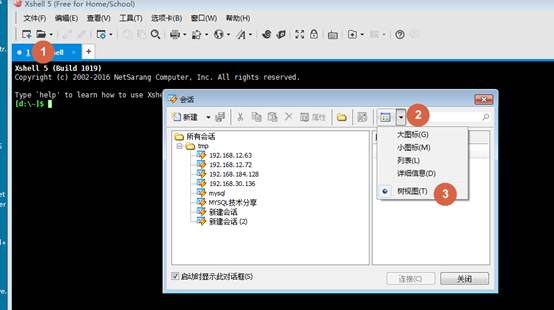 Xshell 5 (Free for Home/School)
文件(F) 编辑(E) 查看(V) 工具(T) 选项卡(B) 窗口(W) 帮助(H)
1
1
+
Xshell 5 (Build 1019)
Copyright (c) 2002-2016 NetSarang Computer, Inc. All rights reserved.
Type `help' to learn how to use Xshe
[d:\~]$
会话
新建 属性
2
所有会话
tmp
192.168.12.63
192.168.12.72
192.168.184.128
192.168.30.136
mysql
MYSQL技术分享
新建会话
新建会话 (2)
大图标(G)
小图标(M)
列表(L)
详细信息(D)
树视图(T)
3
启动时显示此对话框(S)
连接(C) 关闭